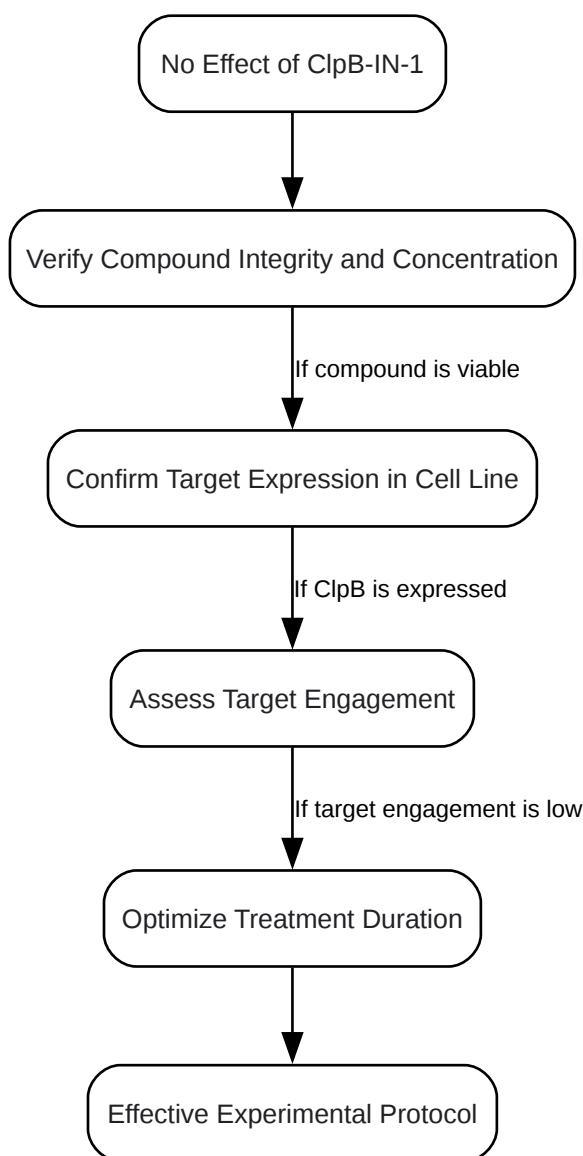 No Effect of ClpB-IN-1
Verify Compound Integrity and Concentration
If compound is viable
Confirm Target Expression in Cell Line
If ClpB is expressed
Assess Target Engagement
If target engagement is low
Optimize Treatment Duration
Effective Experimental Protocol